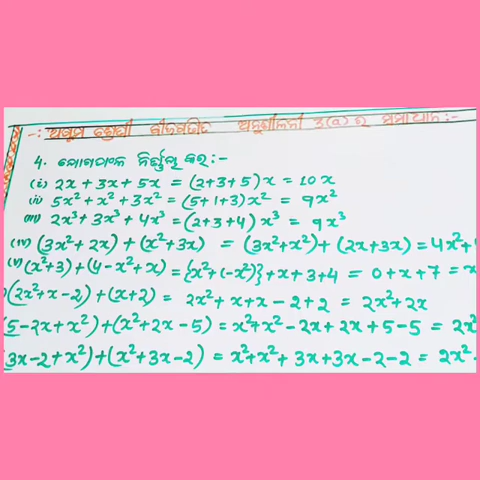 -: ଅଷ୍ଟମ ଶ୍ରେଣୀ ବୀଜଗଣିତ ଅନୁଶୀଳନୀ 3(a) ର ସମାଧାନ :-
4. ଯୋଗଫଳ ନିର୍ଣ୍ଣୟ କର :-
(i) 2x + 3x + 5x = (2+3+5)x = 10x
(ii) 5x² + x² + 3x² = (5+1+3)x² = 9x²
(iii) 2x³ + 3x³ + 4x³ = (2+3+4) x³ = 9x³
(iv) (3x²+2x) + (x²+3x) = (3x²+x²) + (2x+3x) = 4x²+
(v) (x²+3) + (4-x²+x) = {x²+(-x²)} + x + 3 + 4 = 0 + x + 7 = x
) (2x²+x-2) + (x+2) = 2x² + x + x - 2 + 2 = 2x² + 2x
(5-2x+x²) + (x²+2x-5) = x²+x²-2x+2x+5-5 = 2x²
(3x-2+x²) + (x²+3x-2) = x²+x²+3x+3x-2-2 = 2x²